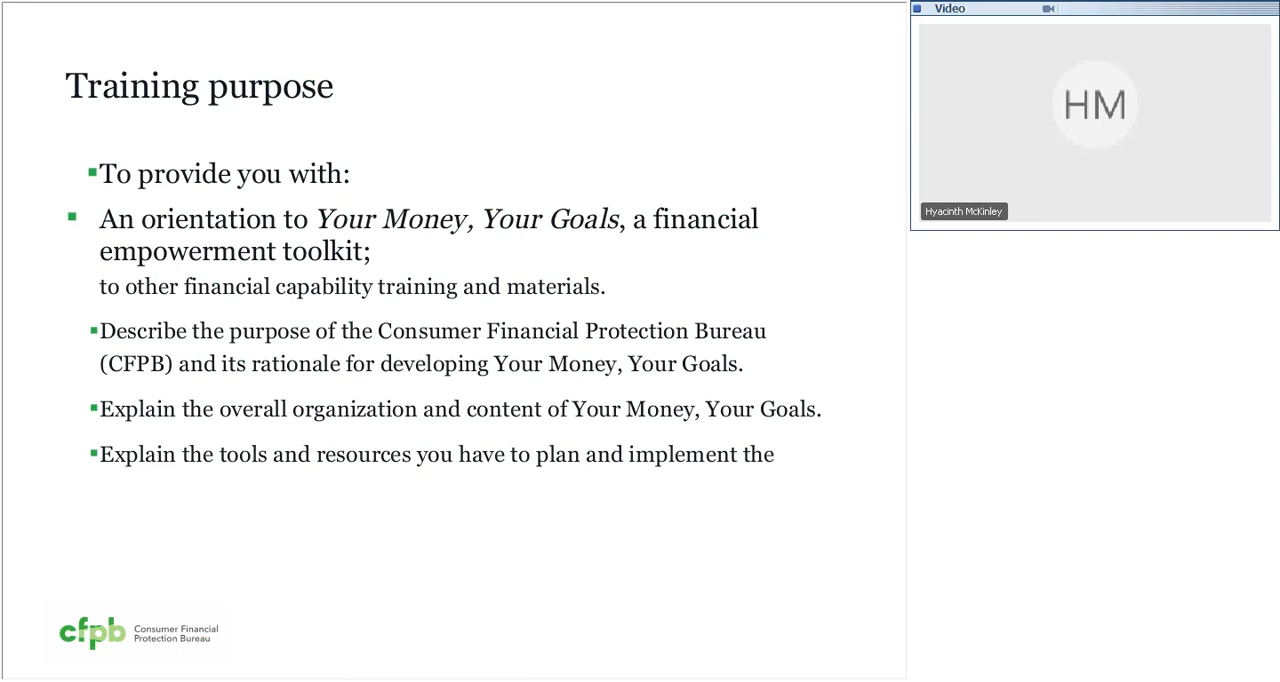 Training purpose
▪To provide you with:
▪ An orientation to Your Money, Your Goals, a financial
empowerment toolkit;
to other financial capability training and materials.
▪Describe the purpose of the Consumer Financial Protection Bureau
(CFPB) and its rationale for developing Your Money, Your Goals.
▪Explain the overall organization and content of Your Money, Your Goals.
▪Explain the tools and resources you have to plan and implement the
cfpb Consumer Financial
Protection Bureau
Video
HM
Hyacinth McKinley